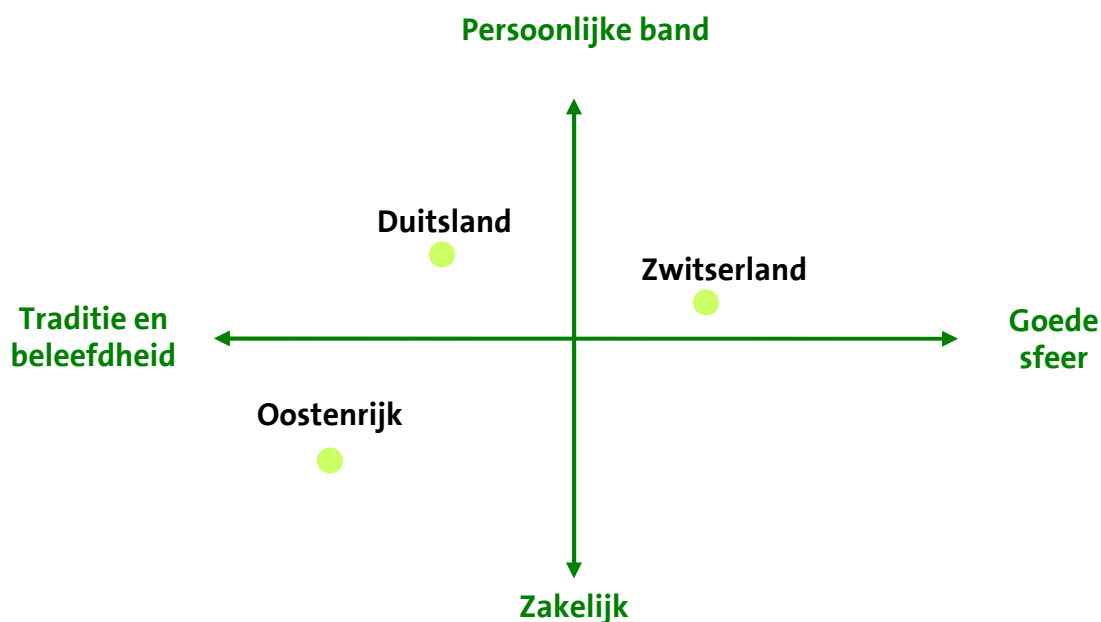 Persoonlijke band
Duitsland
Zwitserland
Traditie en
beleefdheid
Goede
sfeer
Oostenrijk
Zakelijk